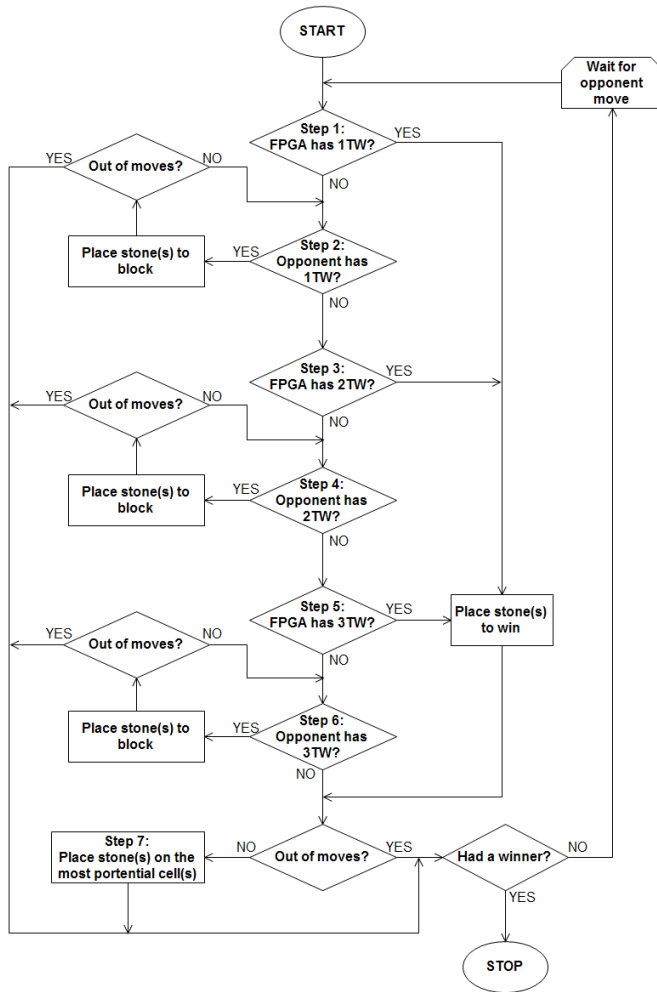 START
Wait for
opponent
move
Step 1:
FPGA has 1TW?
YES
NO
YES
Out of moves?
NO
Place stone(s) to
block
YES
Step 2:
Opponent has
1TW?
NO
Step 3:
FPGA has 2TW?
YES
NO
YES
Out of moves?
NO
Place stone(s) to
block
YES
Step 4:
Opponent has
2TW?
NO
Step 5:
FPGA has 3TW?
YES
NO
Place stone(s)
to win
YES
Out of moves?
NO
Place stone(s) to
block
YES
Step 6:
Opponent has
3TW?
NO
Step 7:
Place stone(s) on the
most portential cell(s)
NO
Out of moves?
YES
Had a winner?
NO
YES
STOP